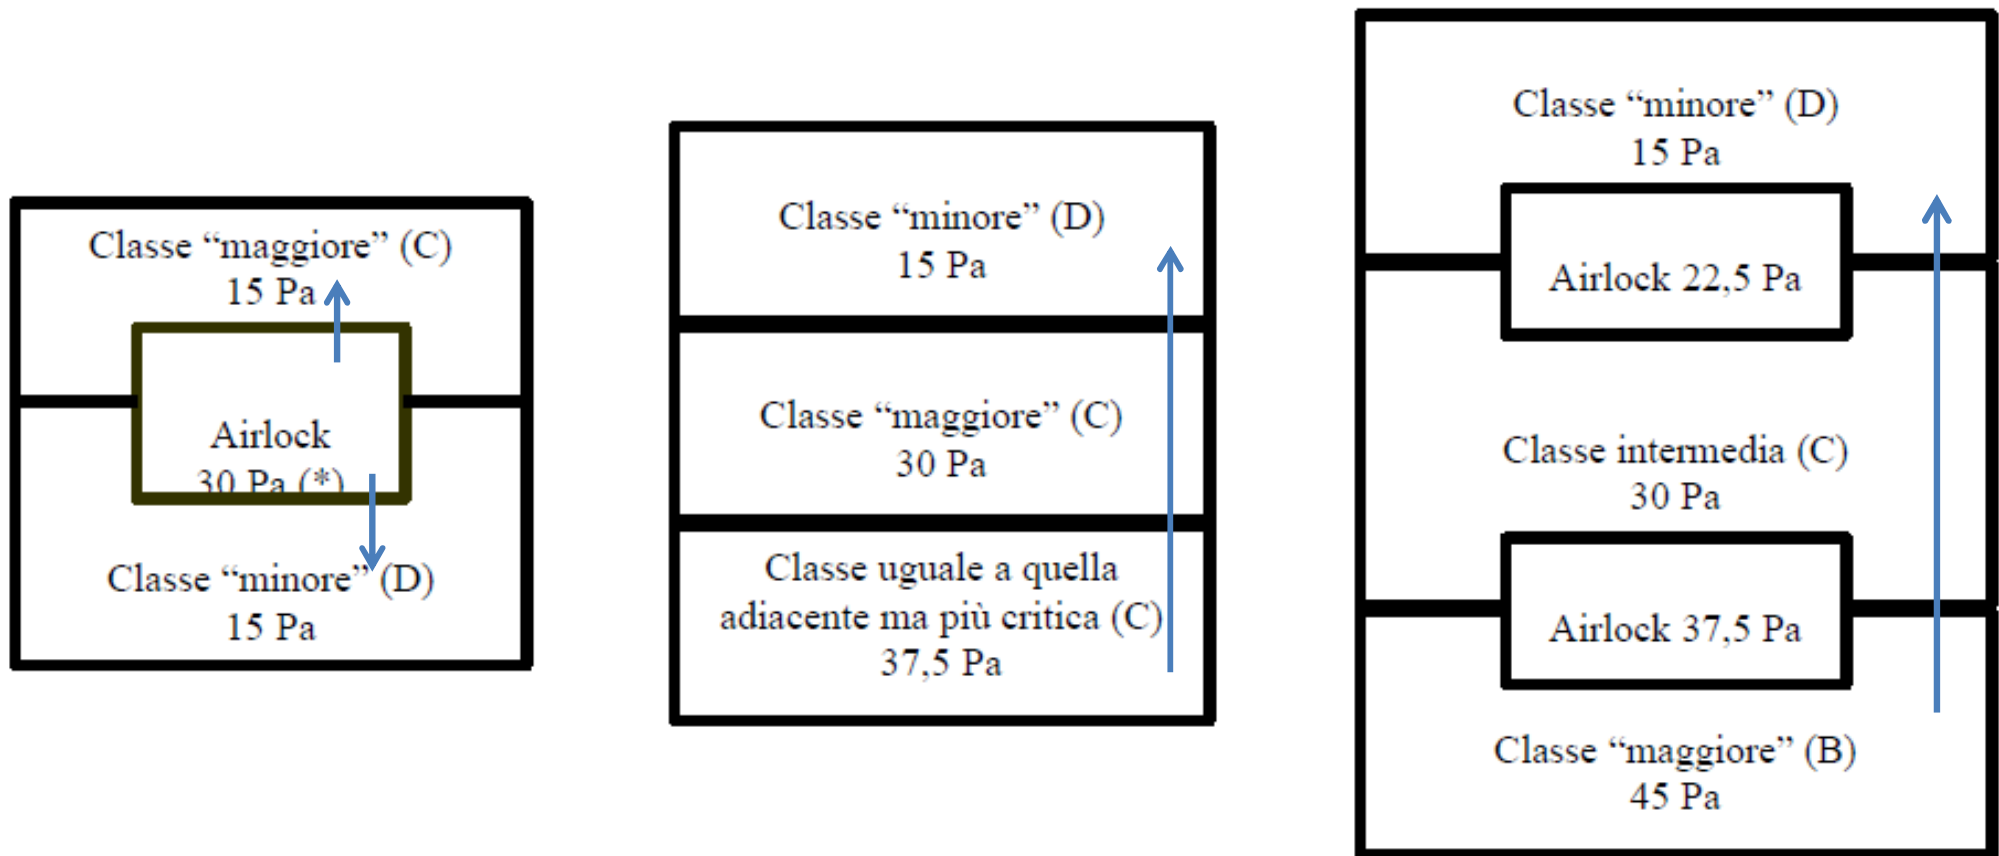 Classe “maggiore” (C)
15 Pa
Airlock
30 Pa (*)
Classe “minore” (D)
15 Pa
Classe “minore” (D)
15 Pa
Classe “maggiore” (C)
30 Pa
Classe uguale a quella
adiacente ma più critica (C)
37,5 Pa
Classe “minore” (D)
15 Pa
Airlock 22,5 Pa
Classe intermedia (C)
30 Pa
Airlock 37,5 Pa
Classe “maggiore” (B)
45 Pa